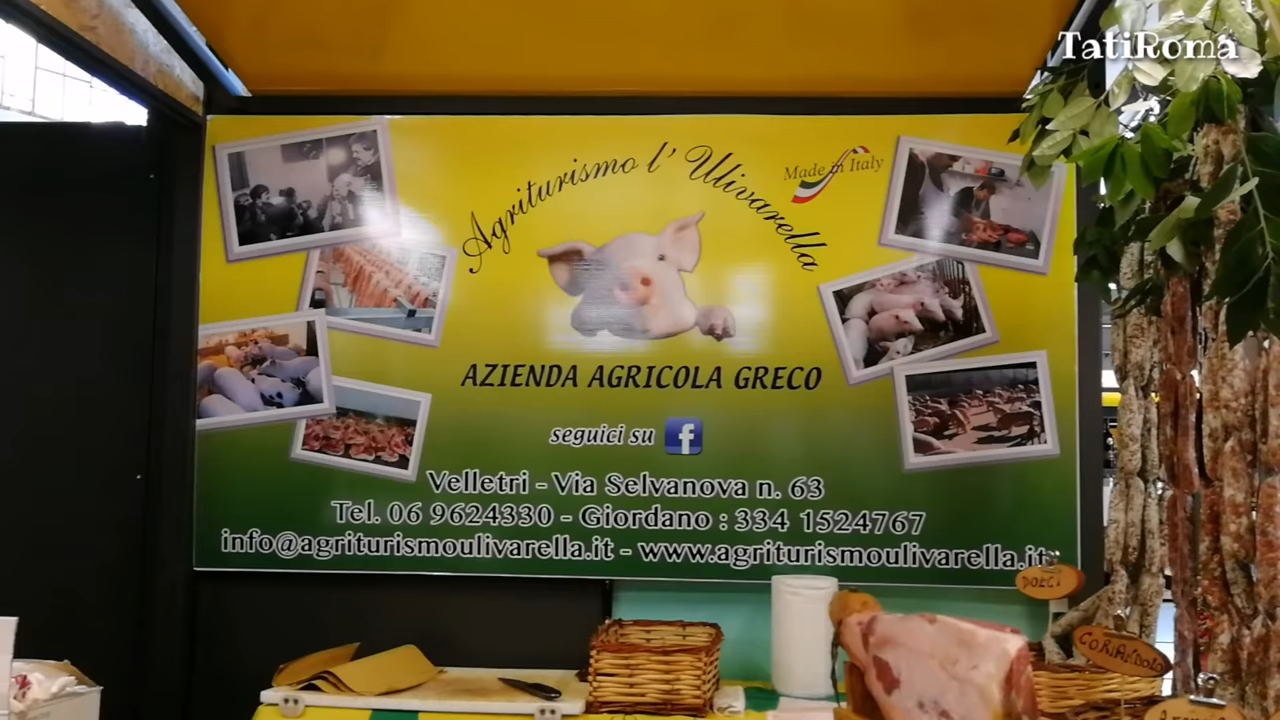 TatiRoma
Agriturismo l' Ulivarella
Made in Italy
AZIENDA AGRICOLA GRECO
seguici su f
Velletri - Via Selvanova n. 63
Tel. 06 9624330 - Giordano : 334 1524767
info@agriturismoulivarella.it - www.agriturismoulivarella.it
DOLCI
CORIANDOLO